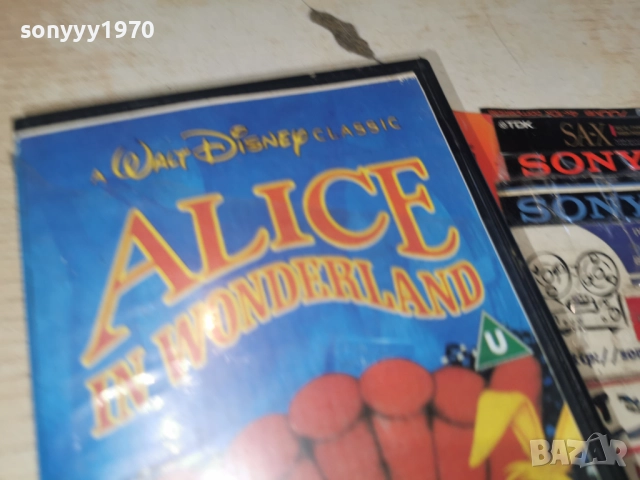 sonyyy1970
A WALT DISNEY CLASSIC
ALICE
IN WONDERLAND
U
TDK SA-X
SONY
SONY
BAZAR